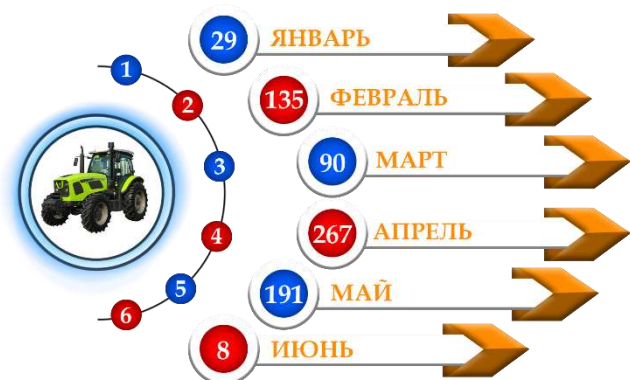 29 ЯНВАРЬ
1
2
135 ФЕВРАЛЬ
3
90 МАРТ
4
267 АПРЕЛЬ
5
191 МАЙ
6
8 ИЮНЬ